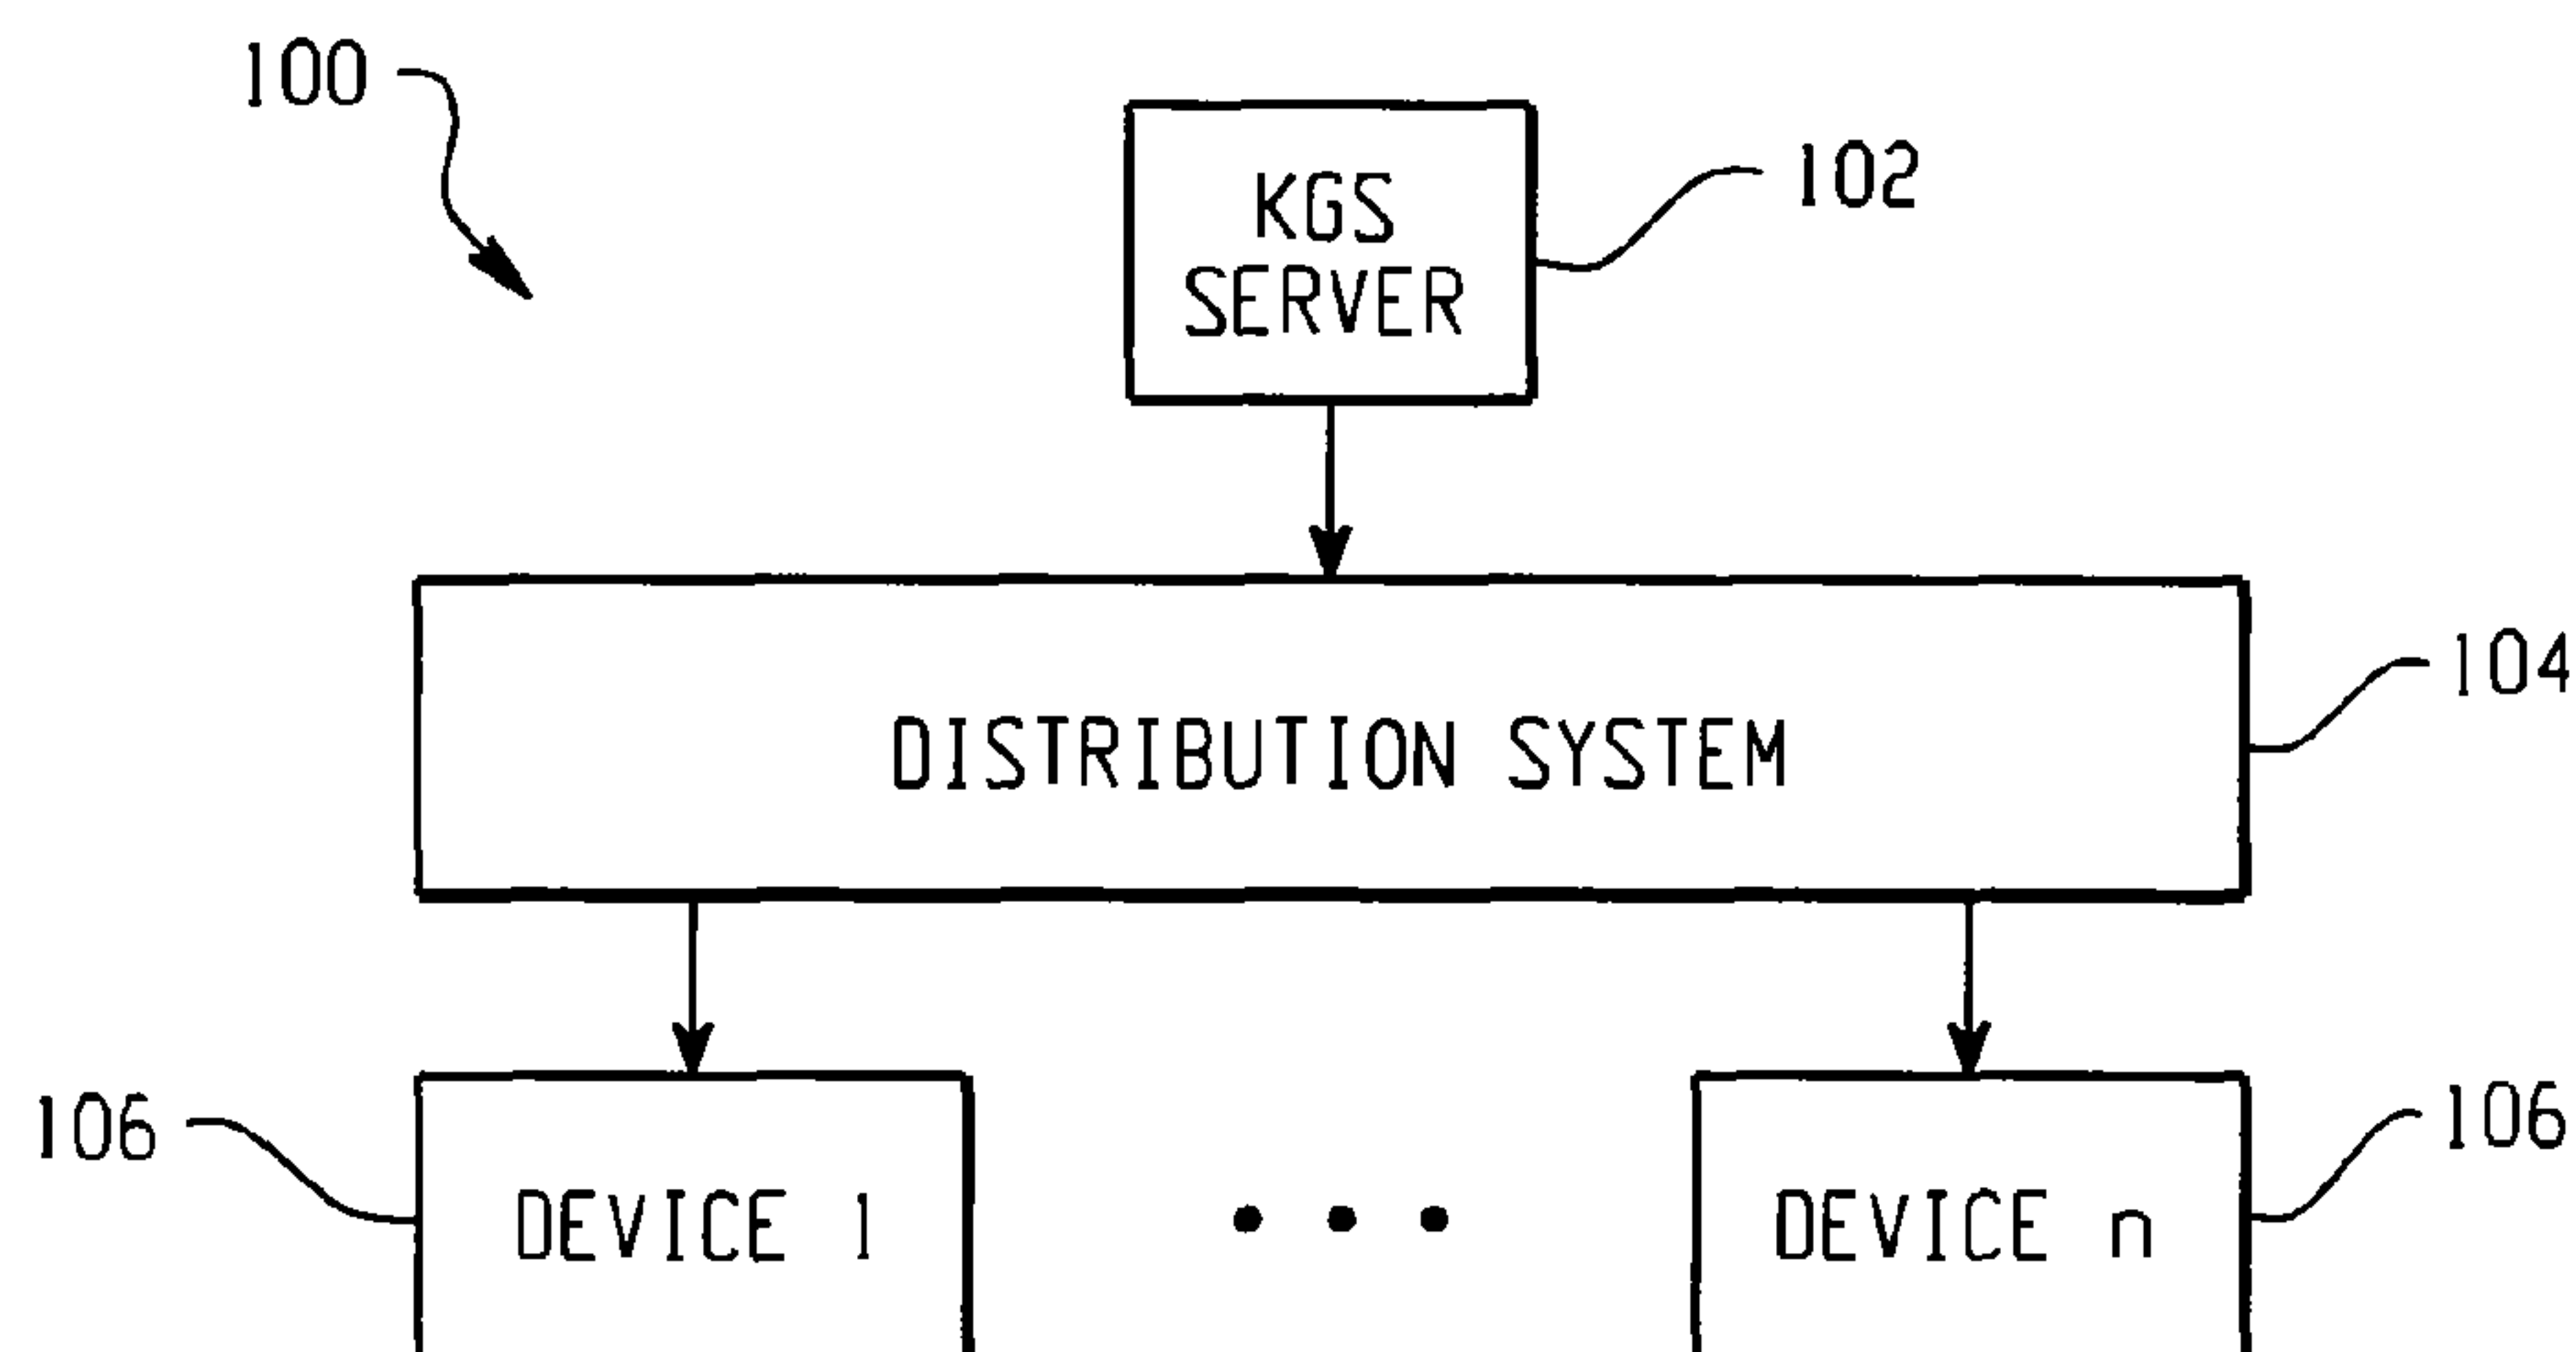 100
KGS
SERVER
102
DISTRIBUTION SYSTEM
104
106
DEVICE 1
DEVICE n
106